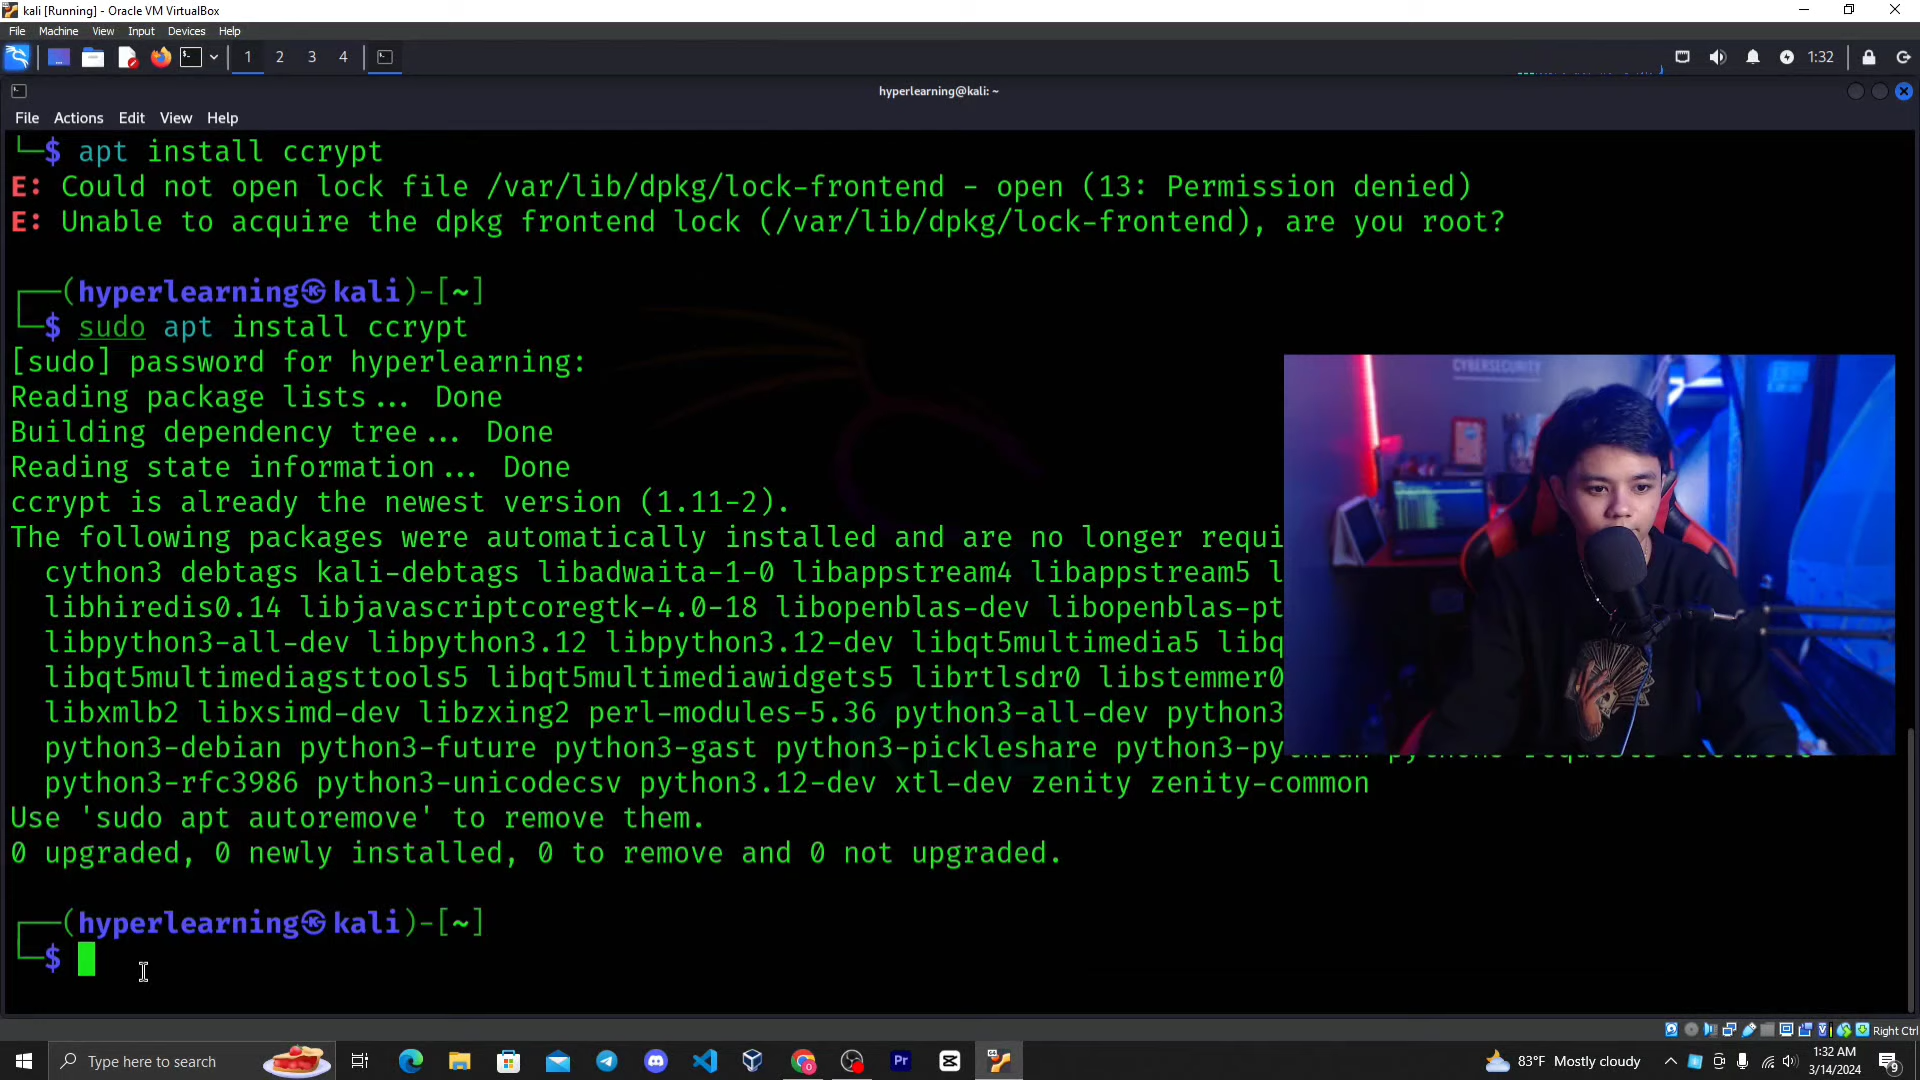 kali [Running] - Oracle VM VirtualBox
File Machine View Input Devices Help
1 2 3 4
1:32
hyperlearning@kali: ~
File Actions Edit View Help
└─$ apt install ccrypt
E: Could not open lock file /var/lib/dpkg/lock-frontend - open (13: Permission denied)
E: Unable to acquire the dpkg frontend lock (/var/lib/dpkg/lock-frontend), are you root?
┌──(hyperlearning㉿kali)-[~]
└─$ sudo apt install ccrypt
[sudo] password for hyperlearning:
Reading package lists... Done
Building dependency tree... Done
Reading state information... Done
ccrypt is already the newest version (1.11-2).
The following packages were automatically installed and are no longer requi
cython3 debtags kali-debtags libadwaita-1-0 libappstream4 libappstream5 l
libhiredis0.14 libjavascriptcoregtk-4.0-18 libopenblas-dev libopenblas-pt
libpython3-all-dev libpython3.12 libpython3.12-dev libqt5multimedia5 libq
libqt5multimediagsttools5 libqt5multimediawidgets5 librtlsdr0 libstemmer0
libxmlb2 libxsimd-dev libzxing2 perl-modules-5.36 python3-all-dev python3
python3-debian python3-future python3-gast python3-pickleshare
python3-rfc3986 python3-unicodecsv python3.12-dev xtl-dev zenity zenity-common
Use 'sudo apt autoremove' to remove them.
0 upgraded, 0 newly installed, 0 to remove and 0 not upgraded.
┌──(hyperlearning㉿kali)-[~]
└─$
CYBERSECURITY
Right Ctrl
Type here to search
Pr
83°F Mostly cloudy
1:32 AM
3/14/2024
9